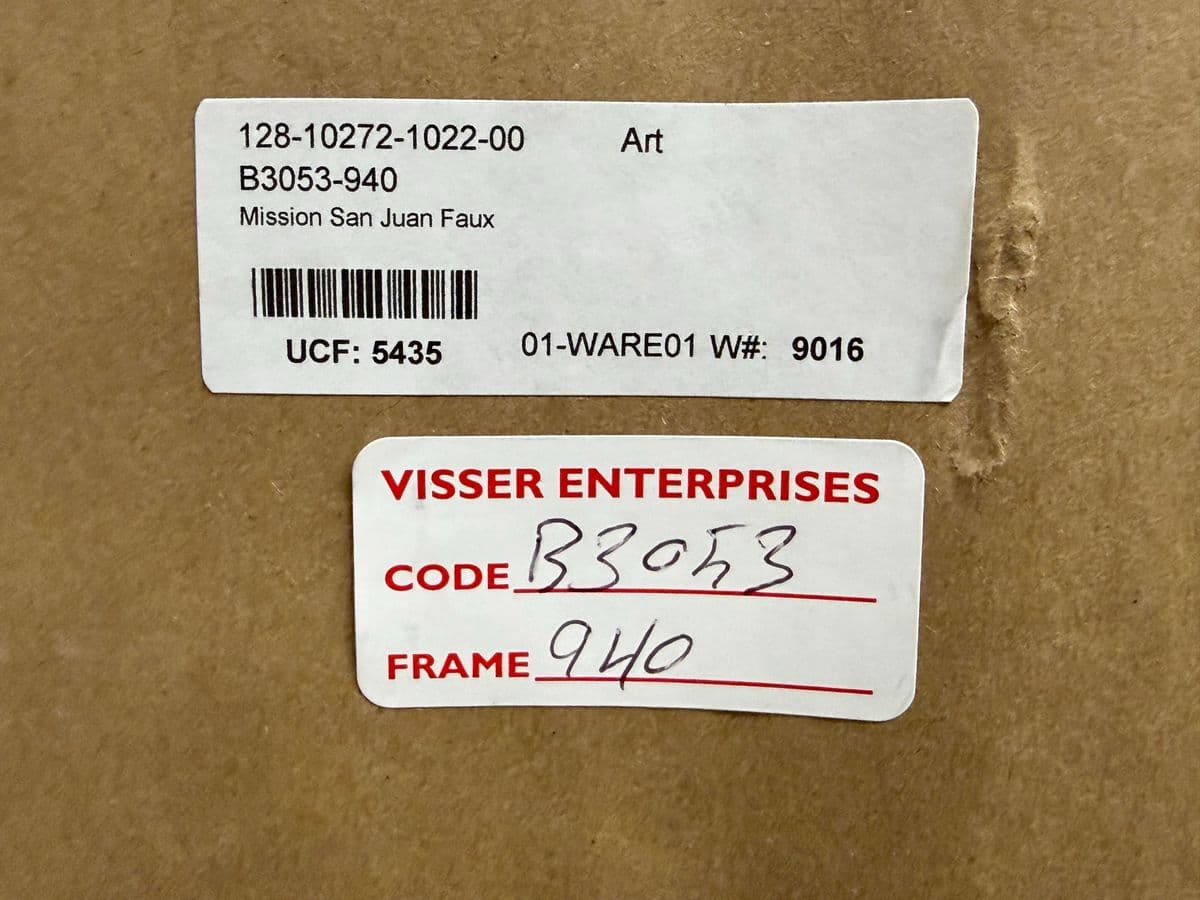 128-10272-1022-00 Art
B3053-940
Mission San Juan Faux
UCF: 5435 01-WARE01 W#: 9016
VISSER ENTERPRISES
CODE B3053
FRAME 940